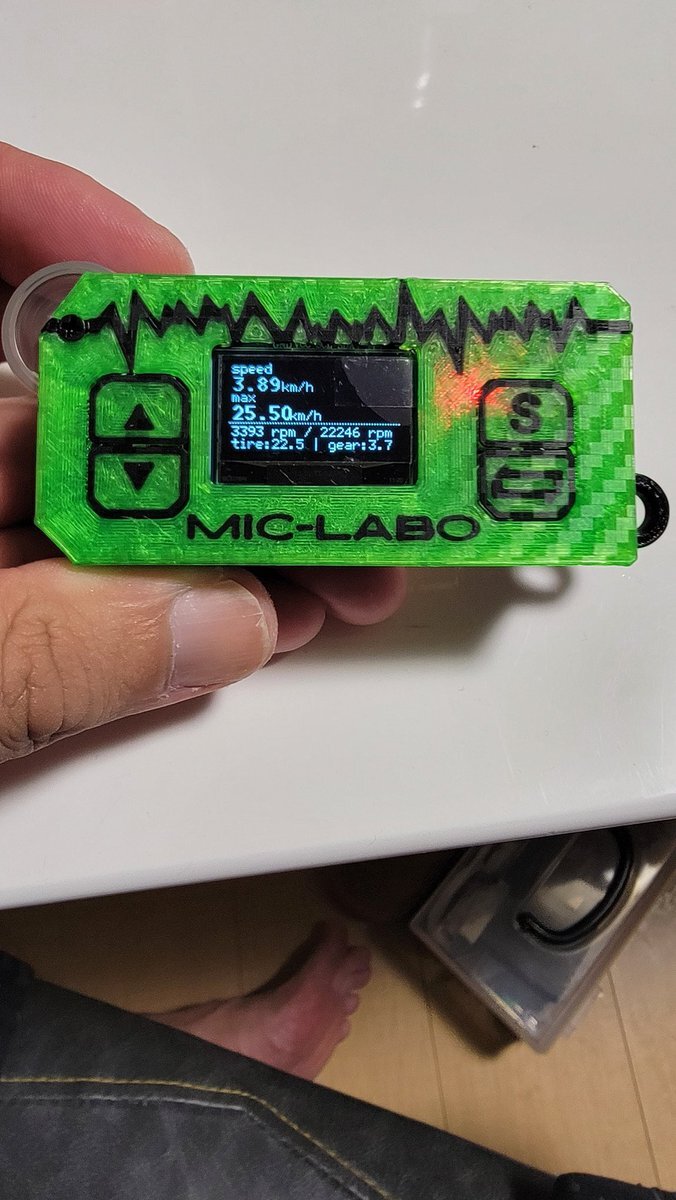 speed
3.89km/h
max
25.50km/h
3393 rpm / 22246 rpm
tire:22.5 | gear:3.7
S
MIC-LABO